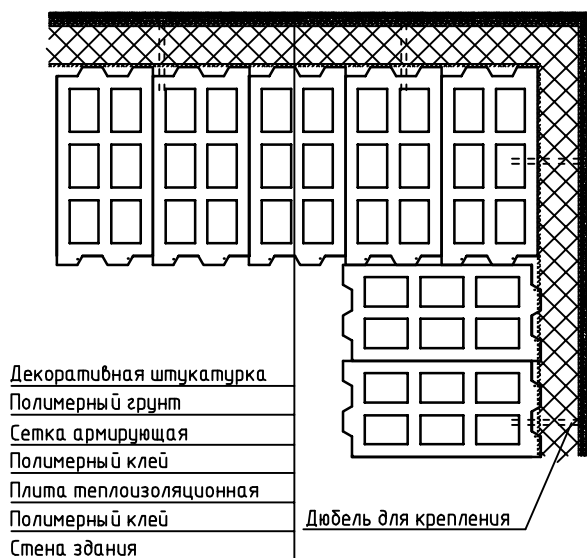 Декоративная штукатурка
Полимерный грунт
Сетка армирующая
Полимерный клей
Плита теплоизоляционная
Полимерный клей
Дюбель для крепления
Стена здания